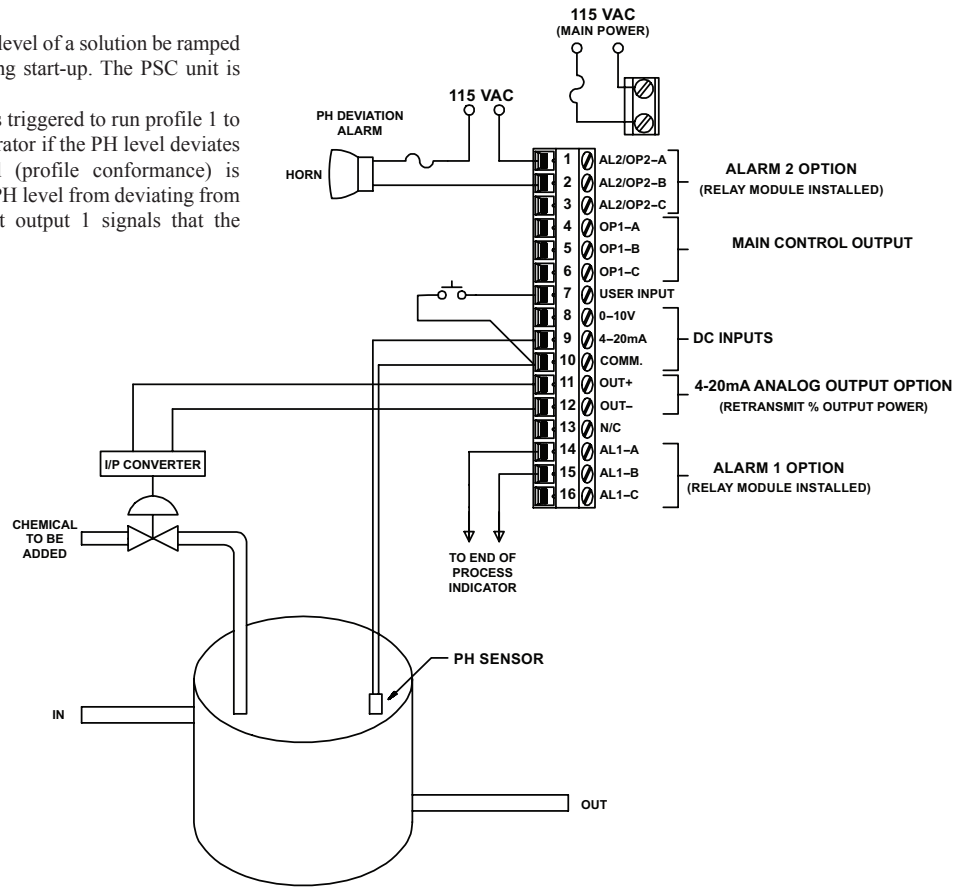 level of a solution be ramped
ng start-up. The PSC unit is
s triggered to run profile 1 to
rator if the PH level deviates
l (profile conformance) is
PH level from deviating from
t output 1 signals that the
115 VAC
(MAIN POWER)
115 VAC
PH DEVIATION
ALARM
HORN
1 AL2/OP2–A
2 AL2/OP2–B
3 AL2/OP2–C
4 OP1–A
5 OP1–B
6 OP1–C
7 USER INPUT
8 0–10V
9 4–20mA
10 COMM.
11 OUT+
12 OUT–
13 N/C
14 AL1–A
15 AL1–B
16 AL1–C
ALARM 2 OPTION
(RELAY MODULE INSTALLED)
MAIN CONTROL OUTPUT
DC INPUTS
4-20mA ANALOG OUTPUT OPTION
(RETRANSMIT % OUTPUT POWER)
ALARM 1 OPTION
(RELAY MODULE INSTALLED)
I/P CONVERTER
CHEMICAL
TO BE
ADDED
TO END OF
PROCESS
INDICATOR
PH SENSOR
IN
OUT